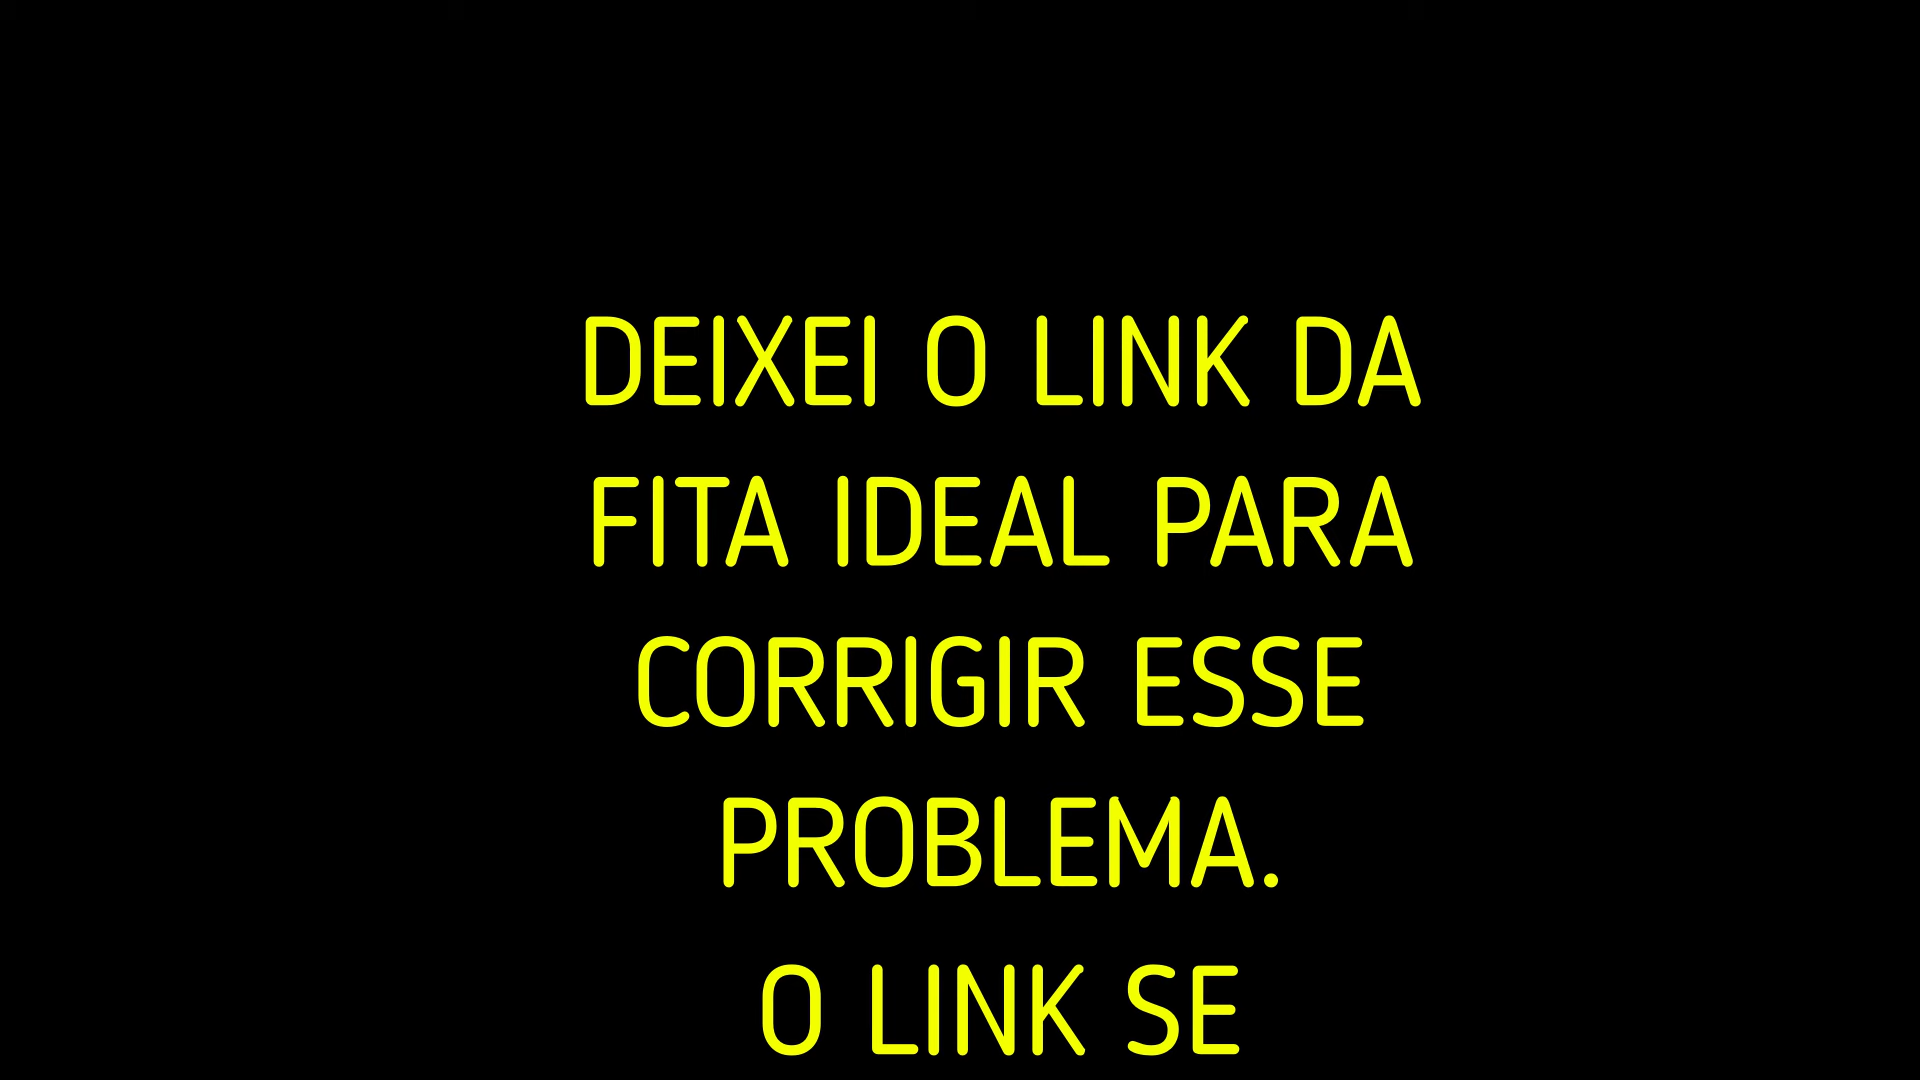 DEIXEI O LINK DA
FITA IDEAL PARA
CORRIGIR ESSE
PROBLEMA.
O LINK SE